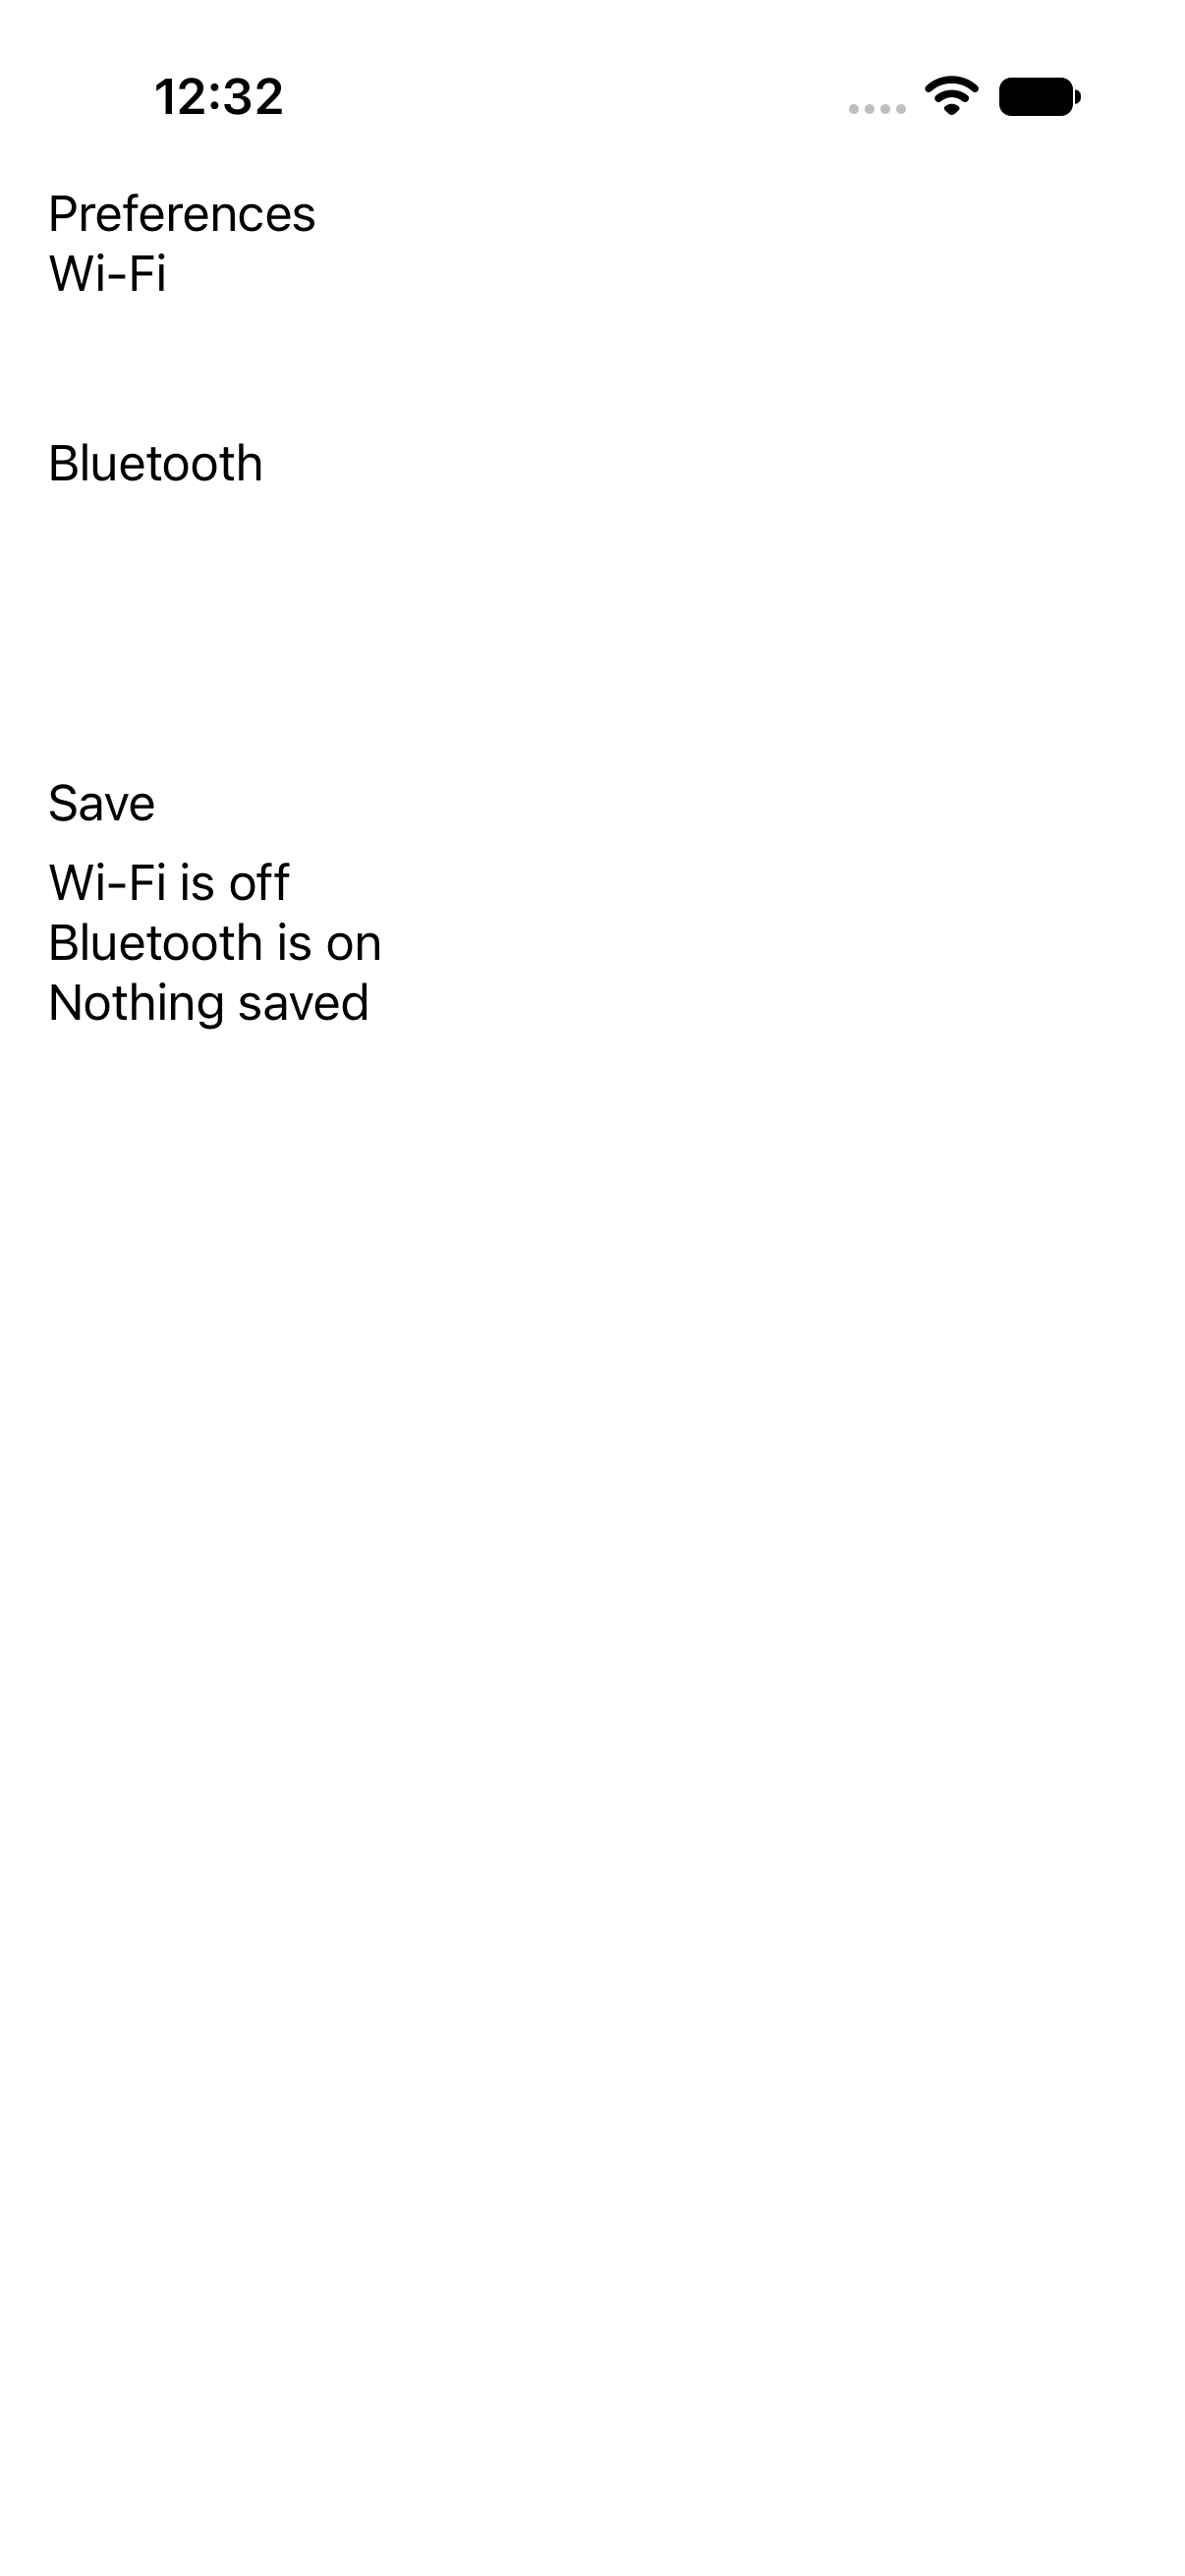 12:32
Preferences
Wi-Fi
Bluetooth
Save
Wi-Fi is off
Bluetooth is on
Nothing saved